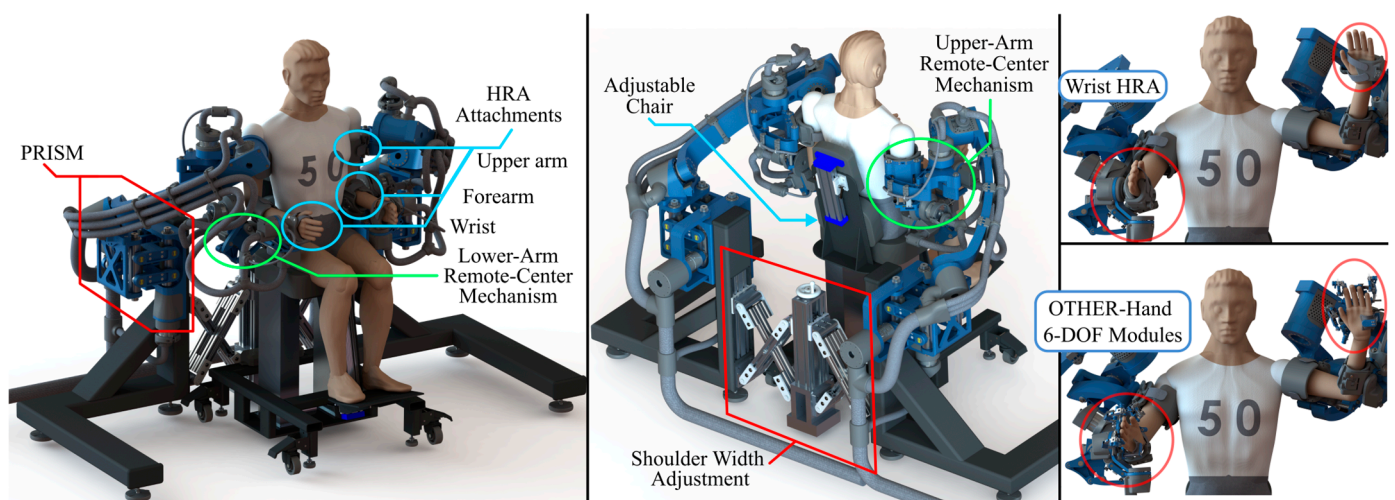 PRISM
HRA
Attachments
Upper arm
Forearm
Wrist
Lower-Arm
Remote-Center
Mechanism
50
Adjustable
Chair
Upper-Arm
Remote-Center
Mechanism
Shoulder Width
Adjustment
Wrist HRA
50
OTHER-Hand
6-DOF Modules
50